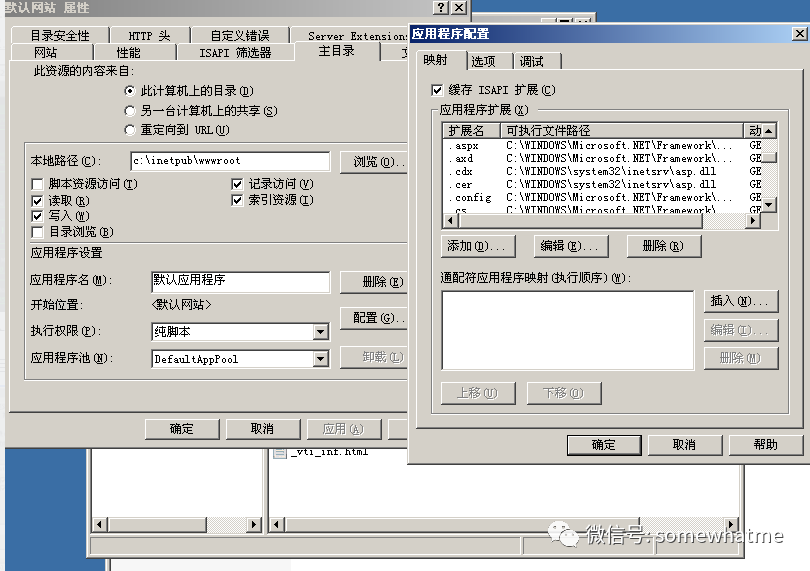 默认网站 属性
目录安全性 HTTP 头 自定义错误 Server Extension
网站 性能 ISAPI 筛选器 主目录
此资源的内容来自:
此计算机上的目录(D)
另一台计算机上的共享(S)
重定向到 URL(U)
本地路径(C): c:\inetpub\wwwroot 浏览(O)..
脚本资源访问(T) 记录访问(V)
读取(R) 索引资源(I)
写入(W)
目录浏览(B)
应用程序设置
应用程序名(M): 默认应用程序 删除(E)
开始位置: <默认网站>
配置(G)..
执行权限(P): 纯脚本
应用程序池(N): DefaultAppPool 卸载(L)
确定 取消 应用(A)
应用程序配置
映射 选项 调试
缓存 ISAPI 扩展(C)
应用程序扩展(X)
扩展名 可执行文件路径 动
.aspx C:\WINDOWS\Microsoft.NET\Framework\... GE
.axd C:\WINDOWS\Microsoft.NET\Framework\... GE
.cdx C:\WINDOWS\system32\inetsrv\asp.dll GE
.cer C:\WINDOWS\system32\inetsrv\asp.dll GE
.config C:\WINDOWS\Microsoft.NET\Framework\... GE
.cs C:\WINDOWS\Microsoft.NET\Framework\... GE
添加(D)... 编辑(E)... 删除(R)
通配符应用程序映射(执行顺序)(W):
插入(N)...
编辑(I)...
删除(M)
上移(U) 下移(O)
确定 取消 帮助
_vti_inf.html
微信号: somewhatme